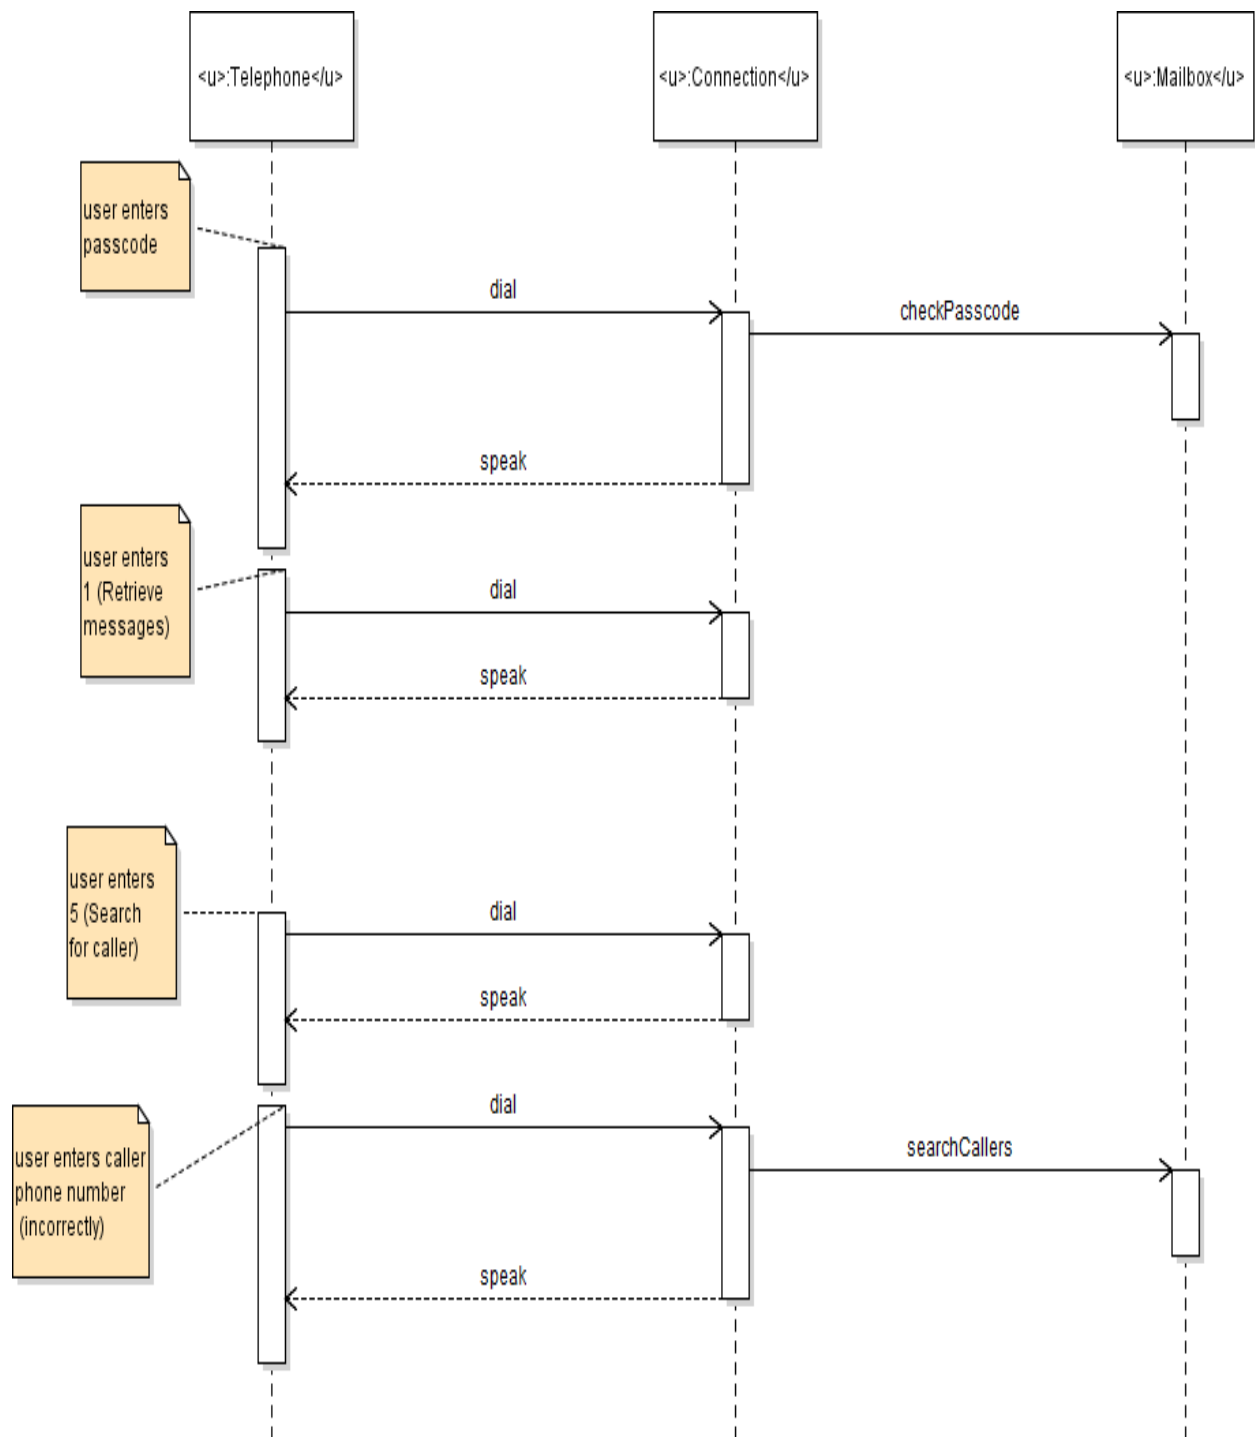 <u>:Telephone</u>
<u>:Connection</u>
<u>:Mailbox</u>
user enters
passcode
dial
checkPasscode
speak
user enters
1 (Retrieve
messages)
dial
speak
user enters
5 (Search
for caller)
dial
speak
user enters caller
phone number
(incorrectly)
dial
searchCallers
speak